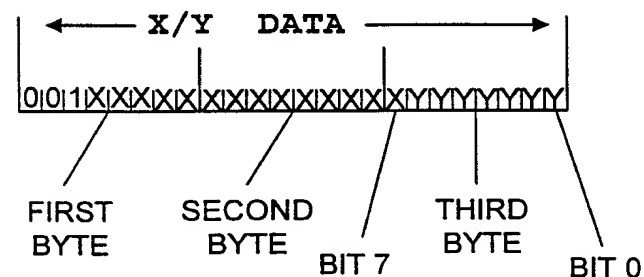 X/Y DATA
0|0|1|X|X|X|X|X|X|X|X|X|X|X|X|X|X|Y|Y|Y|Y|Y|Y|Y
FIRST BYTE
SECOND BYTE
BIT 7
THIRD BYTE
BIT 0